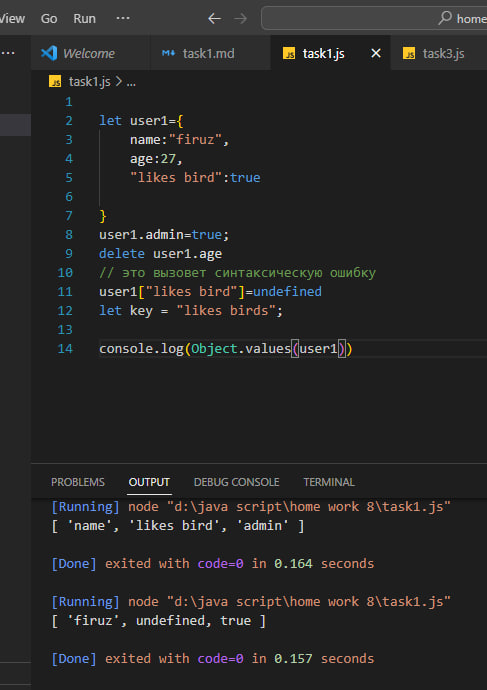 View Go Run
home
Welcome
task1.md
task1.js
task3.js
JS task1.js > ...
1
2 let user1={
3 name:"firuz",
4 age:27,
5 "likes bird":true
6
7 }
8 user1.admin=true;
9 delete user1.age
10 // это вызовет синтаксическую ошибку
11 user1["likes bird"]=undefined
12 let key = "likes birds";
13
14 console.log(Object.values(user1))
PROBLEMS OUTPUT DEBUG CONSOLE TERMINAL
[Running] node "d:\java script\home work 8\task1.js"
[ 'name', 'likes bird', 'admin' ]
[Done] exited with code=0 in 0.164 seconds
[Running] node "d:\java script\home work 8\task1.js"
[ 'firuz', undefined, true ]
[Done] exited with code=0 in 0.157 seconds